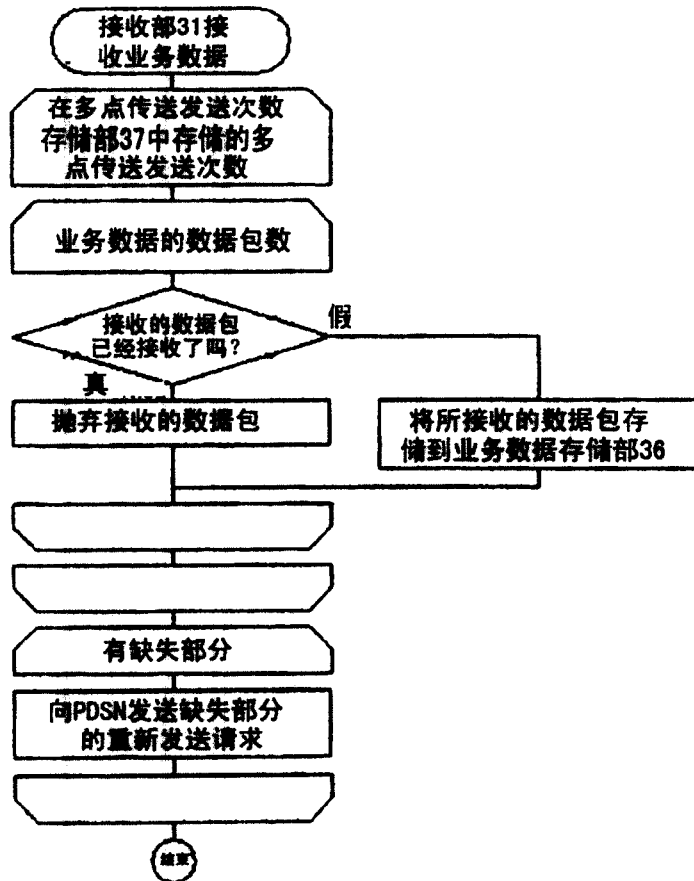 接收部31接
收业务数据
在多点传送发送次数
存储部37中存储的多
点传送发送次数
业务数据的数据包数
接收的数据包
已经接收了吗?
假
真
抛弃接收的数据包
将所接收的数据包存
储到业务数据存储部36
有缺失部分
向PDSN发送缺失部分
的重新发送请求
结束